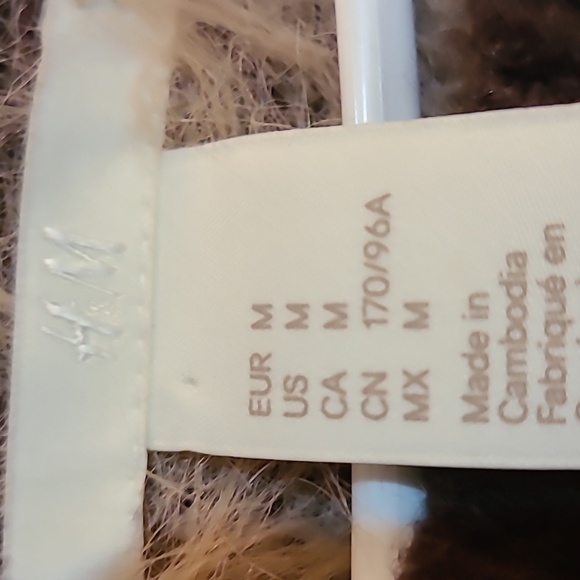 H&M
EUR M
US M
CA M
CN 170/96A
MX M
Made in
Cambodia
Fabriqué en